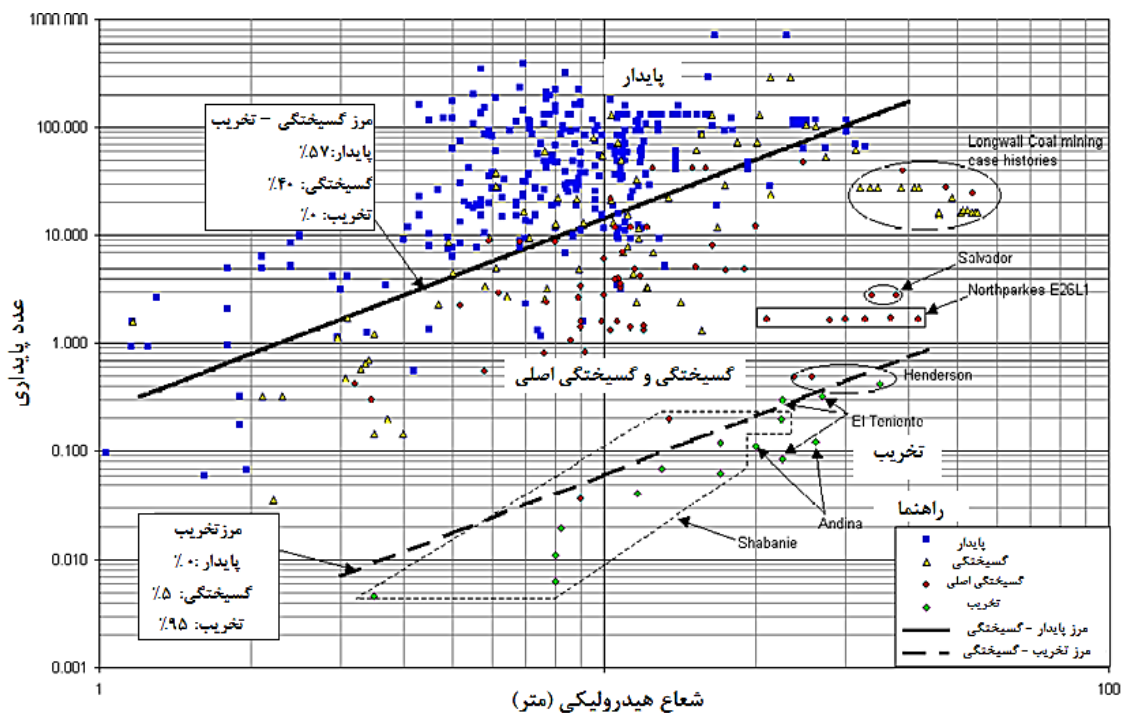 1000.000
100.000
10.000
1.000
0.100
0.010
0.001
عدد پایداری
پایدار
مرز گسیختگی – تخریب
پایدار: ۵۷٪
گسیختگی: ۴۰٪
تخریب: ۰٪
Longwall Coal mining
case histories
Salvador
Northparkes E26L1
گسیختگی و گسیختگی اصلی
Henderson
El Teniente
تخریب
Andina
Shabanie
مرز تخریب
پایدار: ۰٪
گسیختگی: ۵٪
تخریب: ۹۵٪
راهنما
پایدار
گسیختگی
گسیختگی اصلی
تخریب
مرز پایدار – گسیختگی
مرز تخریب – گسیختگی
1
100
شعاع هیدرولیکی (متر)